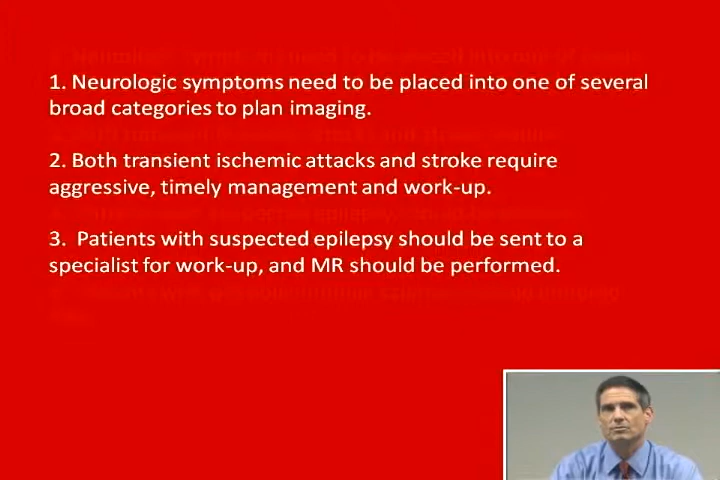 1. Neurologic symptoms need to be placed into one of several
broad categories to plan imaging.
2. Both transient ischemic attacks and stroke require
aggressive, timely management and work-up.
3. Patients with suspected epilepsy should be sent to a
specialist for work-up, and MR should be performed.